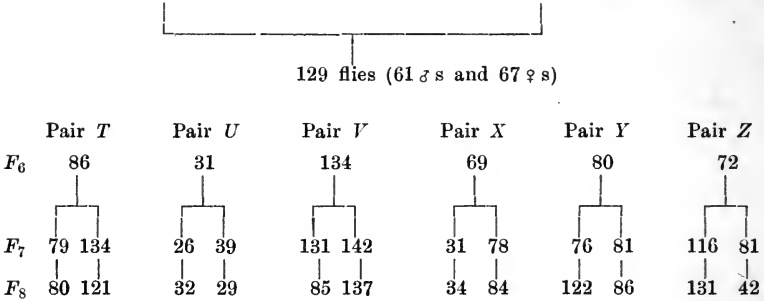 129 flies (61 ♂ s and 67 ♀ s)
Pair T Pair U Pair V Pair X Pair Y Pair Z
F₆ 86 31 134 69 80 72
F₇ 79 134 26 39 131 142 31 78 76 81 116 81
F₈ 80 121 32 29 85 137 34 84 122 86 131 42